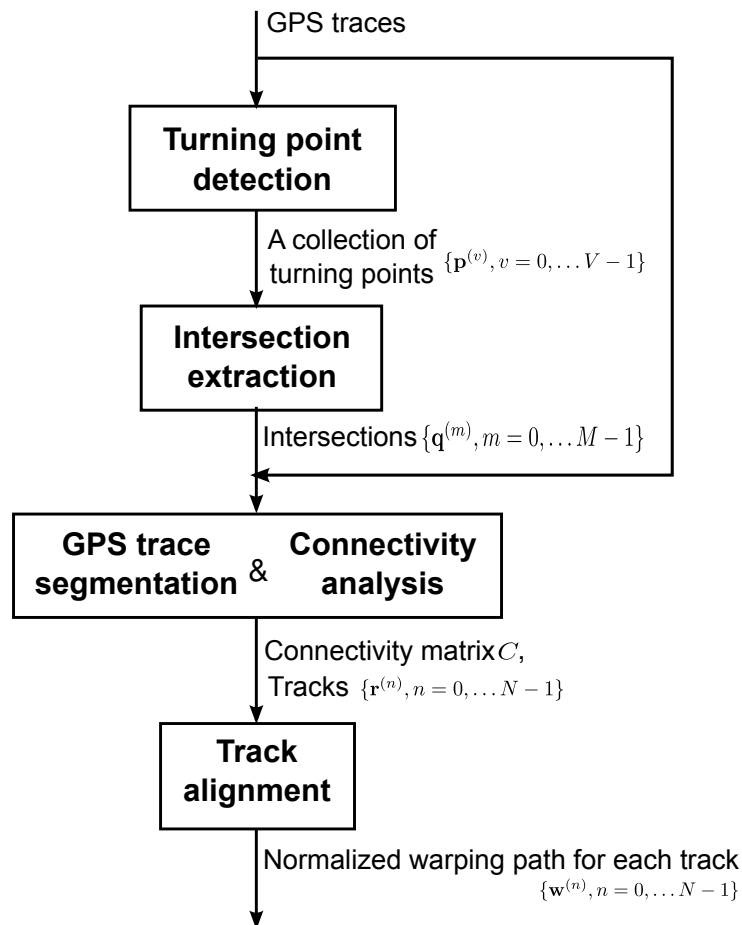 GPS traces
Turning point
detection
A collection of
turning points {p^(v), v = 0, … V − 1}
Intersection
extraction
Intersections {q^(m), m = 0, … M − 1}
GPS trace & Connectivity
segmentation analysis
Connectivity matrix C,
Tracks {r^(n), n = 0, … N − 1}
Track
alignment
Normalized warping path for each track
{w^(n), n = 0, … N − 1}